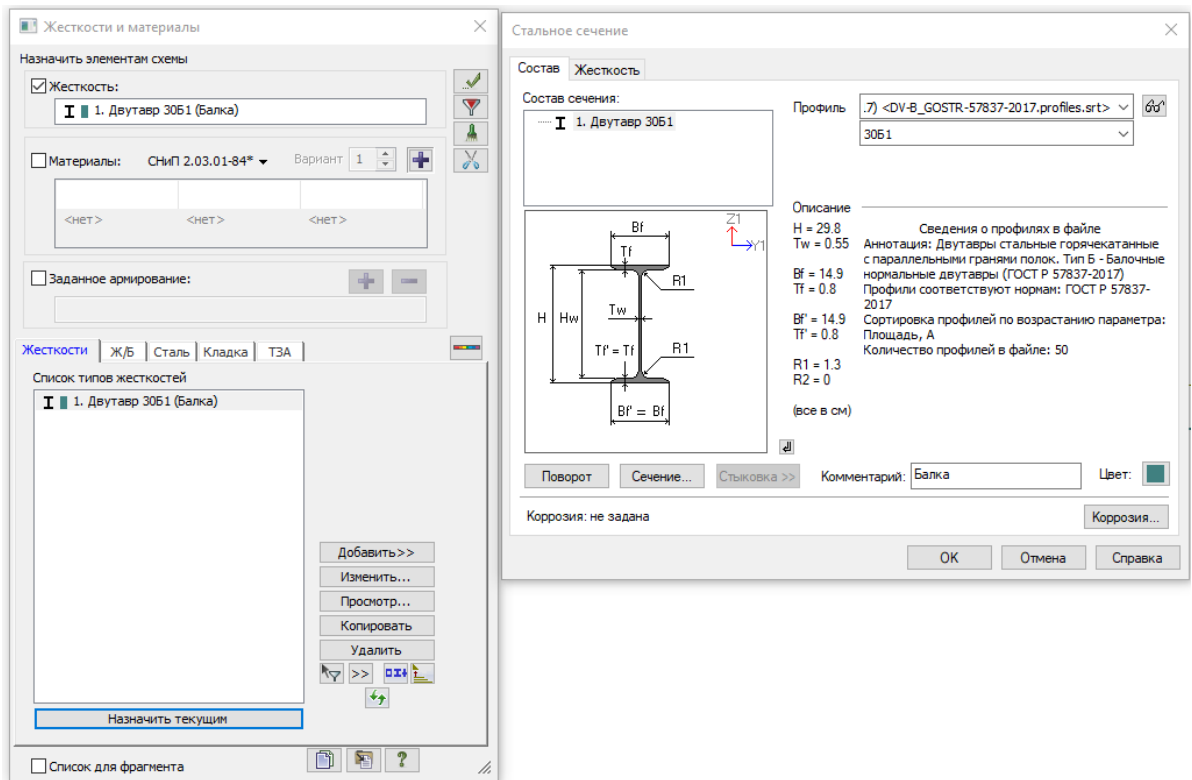 Жесткости и материалы
Назначить элементам схемы
Жесткость:
1. Двутавр 30Б1 (Балка)
Материалы: СНиП 2.03.01-84* Вариант 1
<нет> <нет> <нет>
Заданное армирование:
Жесткости Ж/Б Сталь Кладка ТЗА
Список типов жесткостей
1. Двутавр 30Б1 (Балка)
Добавить>>
Изменить...
Просмотр...
Копировать
Удалить
>>
Назначить текущим
Список для фрагмента
?
Стальное сечение
Состав Жесткость
Состав сечения:
1. Двутавр 30Б1
Профиль .7) <DV-B_GOSTR-57837-2017.profiles.srt>
30Б1
Z1
Y1
Bf
Tf
R1
H Hw Tw
Tf' = Tf R1
Bf' = Bf
Описание
H = 29.8
Tw = 0.55
Bf = 14.9
Tf = 0.8
Bf' = 14.9
Tf' = 0.8
R1 = 1.3
R2 = 0
(все в см)
Сведения о профилях в файле
Аннотация: Двутавры стальные горячекатанные
с параллельными гранями полок. Тип Б - Балочные
нормальные двутавры (ГОСТ Р 57837-2017)
Профили соответствуют нормам: ГОСТ Р 57837-
2017
Сортировка профилей по возрастанию параметра:
Площадь, A
Количество профилей в файле: 50
Поворот Сечение... Стыковка >> Комментарий: Балка Цвет:
Коррозия: не задана Коррозия...
OK Отмена Справка